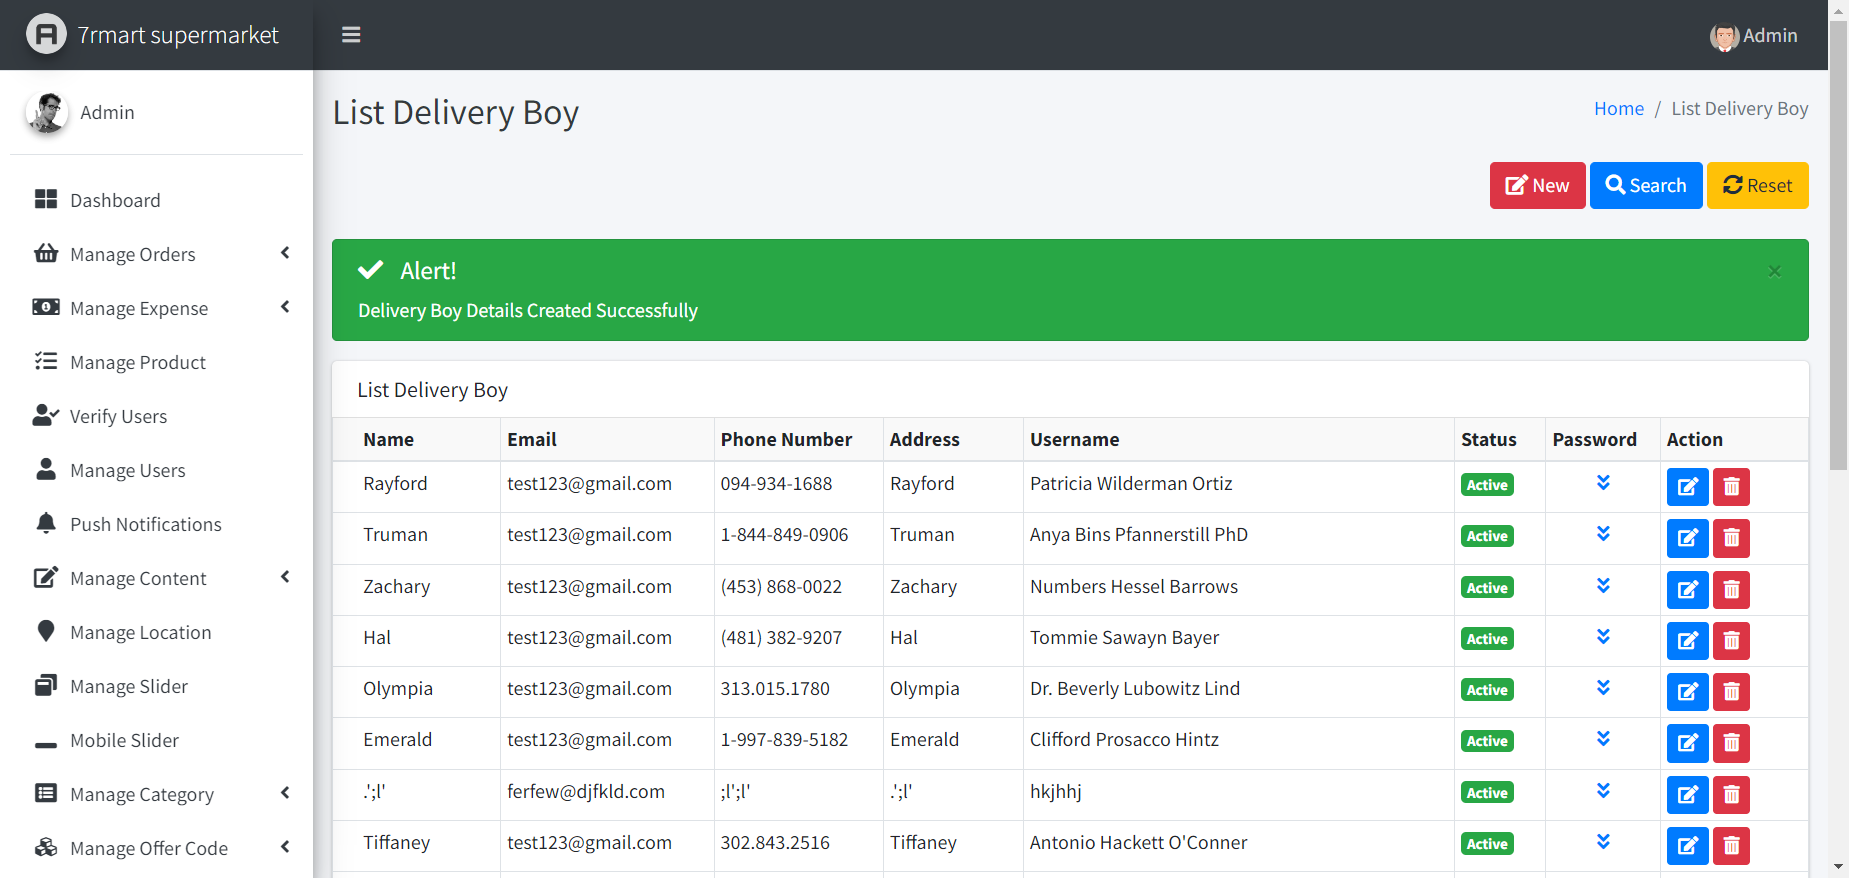 7rmart supermarket
Admin
Admin
Dashboard
Manage Orders
Manage Expense
Manage Product
Verify Users
Manage Users
Push Notifications
Manage Content
Manage Location
Manage Slider
Mobile Slider
Manage Category
Manage Offer Code
List Delivery Boy
Home / List Delivery Boy
New Search Reset
Alert!
×
Delivery Boy Details Created Successfully
List Delivery Boy
Name Email Phone Number Address Username Status Password Action
Rayford test123@gmail.com 094-934-1688 Rayford Patricia Wilderman Ortiz Active
Truman test123@gmail.com 1-844-849-0906 Truman Anya Bins Pfannerstill PhD Active
Zachary test123@gmail.com (453) 868-0022 Zachary Numbers Hessel Barrows Active
Hal test123@gmail.com (481) 382-9207 Hal Tommie Sawayn Bayer Active
Olympia test123@gmail.com 313.015.1780 Olympia Dr. Beverly Lubowitz Lind Active
Emerald test123@gmail.com 1-997-839-5182 Emerald Clifford Prosacco Hintz Active
.';l' ferfew@djfkld.com ;l';l' .';l' hkjhhj Active
Tiffaney test123@gmail.com 302.843.2516 Tiffaney Antonio Hackett O'Conner Active